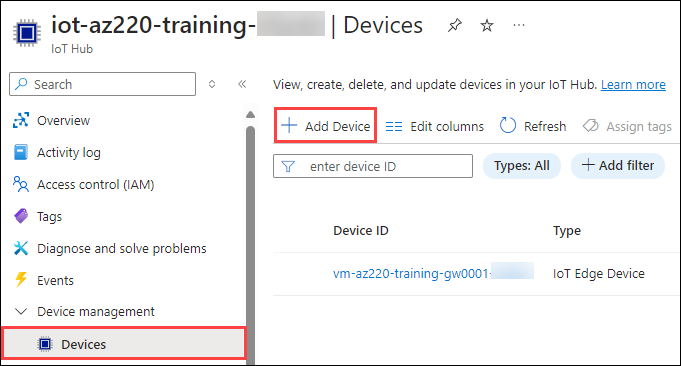 iot-az220-training- | Devices
IoT Hub
Search
View, create, delete, and update devices in your IoT Hub. Learn more
Overview
Add Device
Edit columns
Refresh
Assign tags
Activity log
enter device ID
Types: All
Add filter
Access control (IAM)
Tags
Device ID
Type
Diagnose and solve problems
vm-az220-training-gw0001-
IoT Edge Device
Events
Device management
Devices